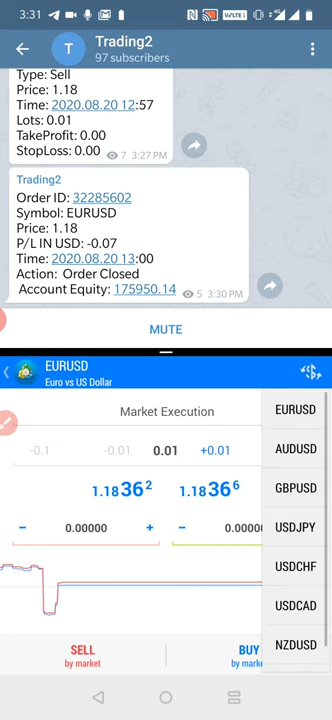 3:31
Trading2
97 subscribers
Type: Sell
Price: 1.18
Time: 2020.08.20 12:57
Lots: 0.01
TakeProfit: 0.00
StopLoss: 0.00
7 3:27 PM
Trading2
Order ID: 32285602
Symbol: EURUSD
Price: 1.18
P/L IN USD: -0.07
Time: 2020.08.20 13:00
Action: Order Closed
Account Equity: 175950.14
5 3:30 PM
MUTE
EURUSD
Euro vs US Dollar
Market Execution
-0.1 -0.01 0.01 +0.01
1.18362 1.18366
- 0.00000 + - 0.0000
SELL
by market
BUY
by marke
EURUSD
AUDUSD
GBPUSD
USDJPY
USDCHF
USDCAD
NZDUSD